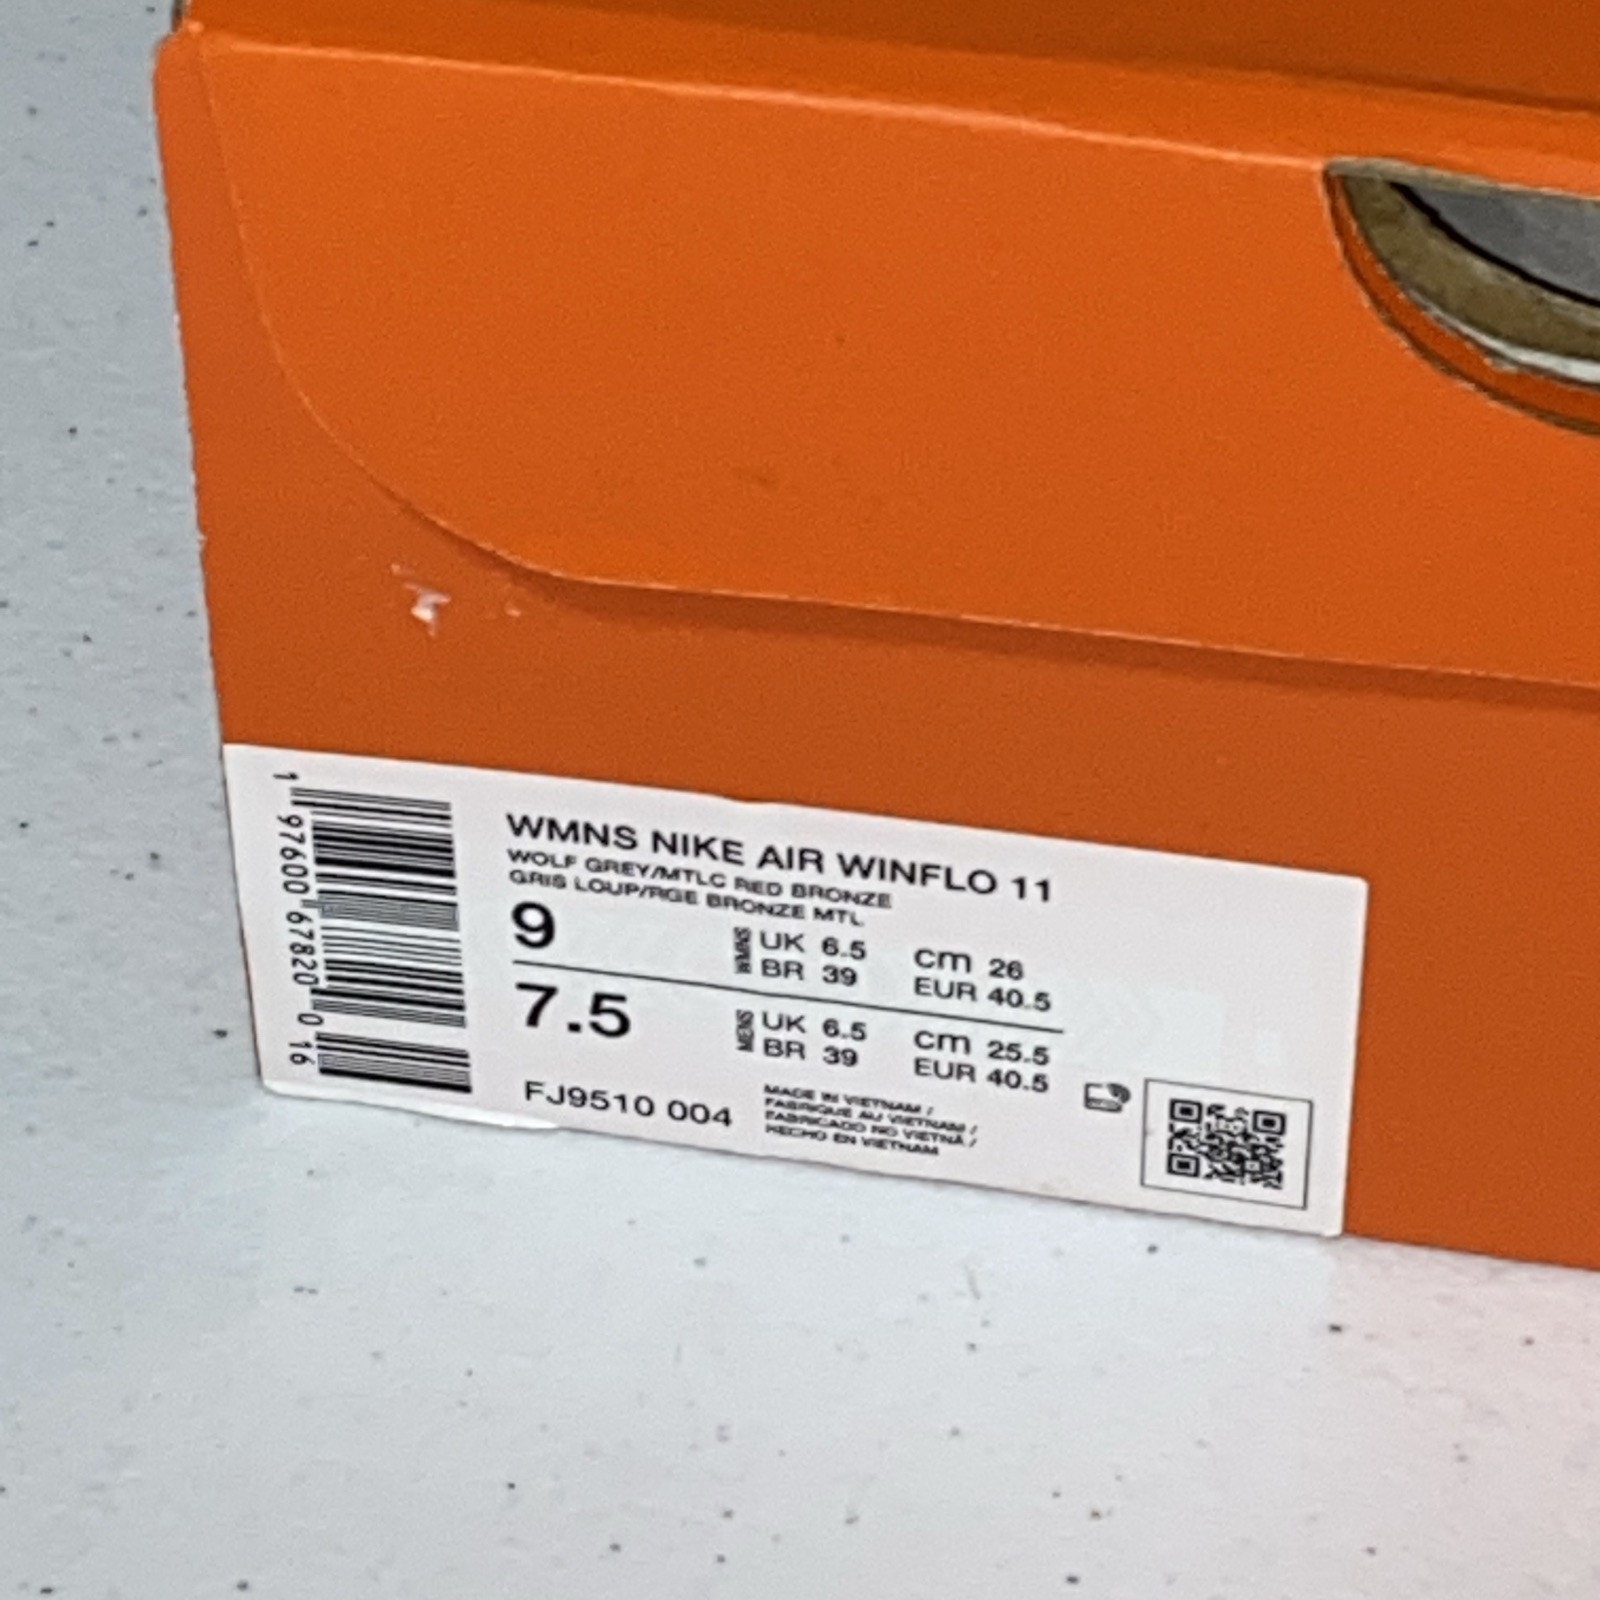 WMNS NIKE AIR WINFLO 11
WOLF GREY/MTLC RED BRONZE
GRIS LOUP/RGE BRONZE MTL
9
WMNS
UK 6.5
cm 26
BR 39
EUR 40.5
7.5
MENS
UK 6.5
cm 25.5
BR 39
EUR 40.5
FJ9510 004
MADE IN VIETNAM /
FABRIQUE AU VIETNAM /
FABRICADO NO VIETNÃ /
HECHO EN VIETNAM
1 97600 67820 0 16